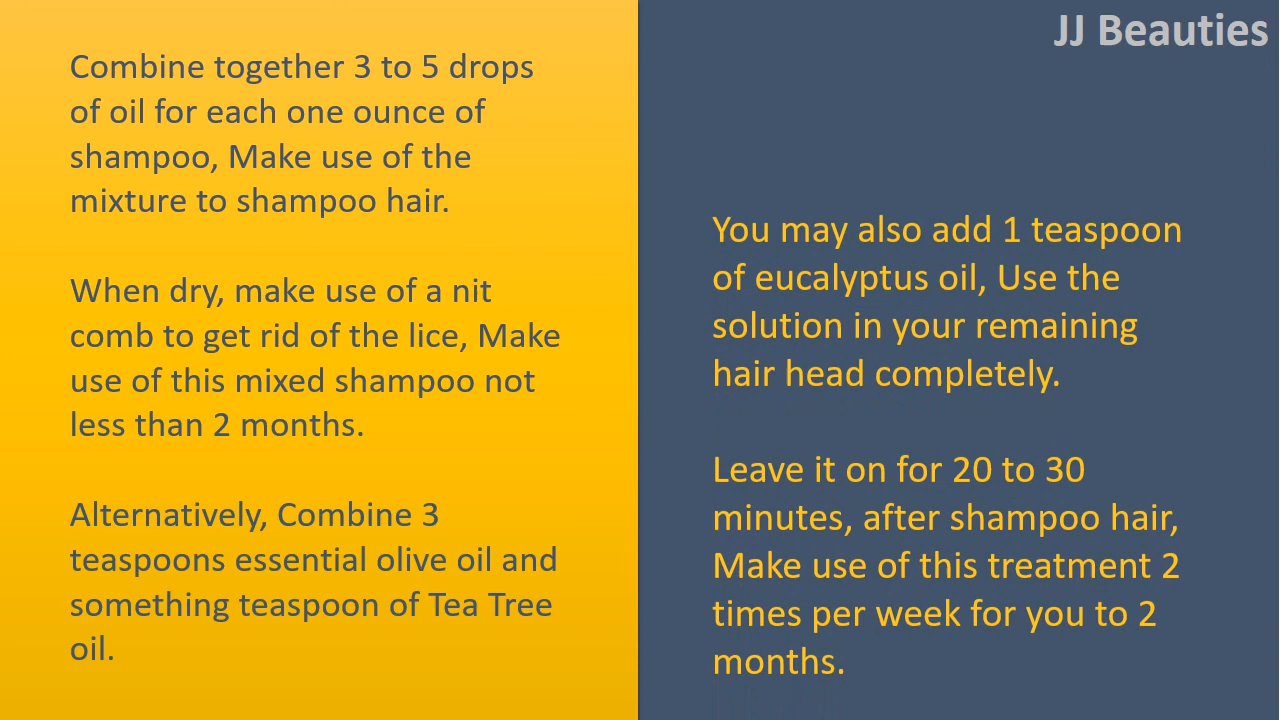 JJ Beauties
Combine together 3 to 5 drops
of oil for each one ounce of
shampoo, Make use of the
mixture to shampoo hair.
When dry, make use of a nit
comb to get rid of the lice, Make
use of this mixed shampoo not
less than 2 months.
Alternatively, Combine 3
teaspoons essential olive oil and
something teaspoon of Tea Tree
oil.
You may also add 1 teaspoon
of eucalyptus oil, Use the
solution in your remaining
hair head completely.
Leave it on for 20 to 30
minutes, after shampoo hair,
Make use of this treatment 2
times per week for you to 2
months.